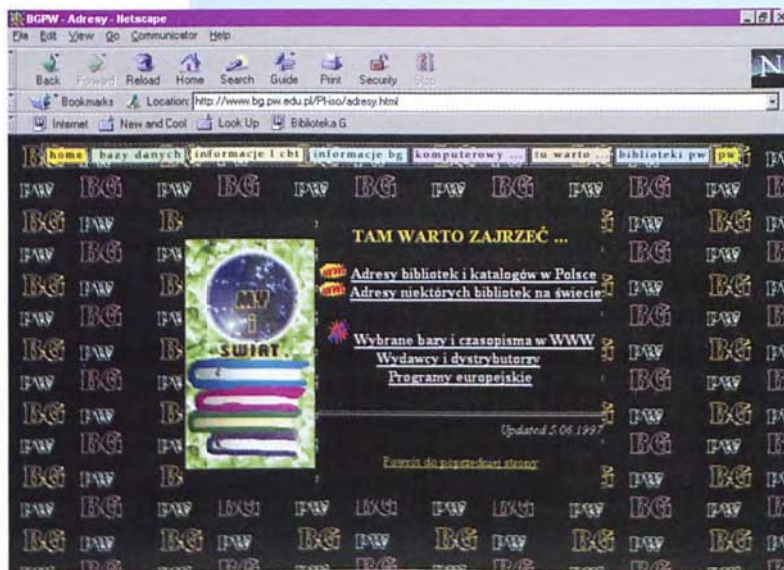 BGPW - Adresy - Netscape
File Edit View Go Communicator Help
Back Forward Reload Home Search Guide Print Security Stop
Bookmarks Location: http://www.bg.pw.edu.pl/Pl-iso/adresy.html
Internet New and Cool Look Up Biblioteka G
home bazy danych informacje I cbt informacje bg komputerowy ... tu warto ... biblioteki pw pw
TAM WARTO ZAJRZEĆ ...
MY
i
ŚWIAT
Adresy bibliotek i katalogów w Polsce
Adresy niektórych bibliotek na świecie
Wybrane bazy i czasopisma w WWW
Wydawcy i dystrybutorzy
Programy europejskie
Updated 5.06.1997
Powrót do poprzedniej strony
BG pw